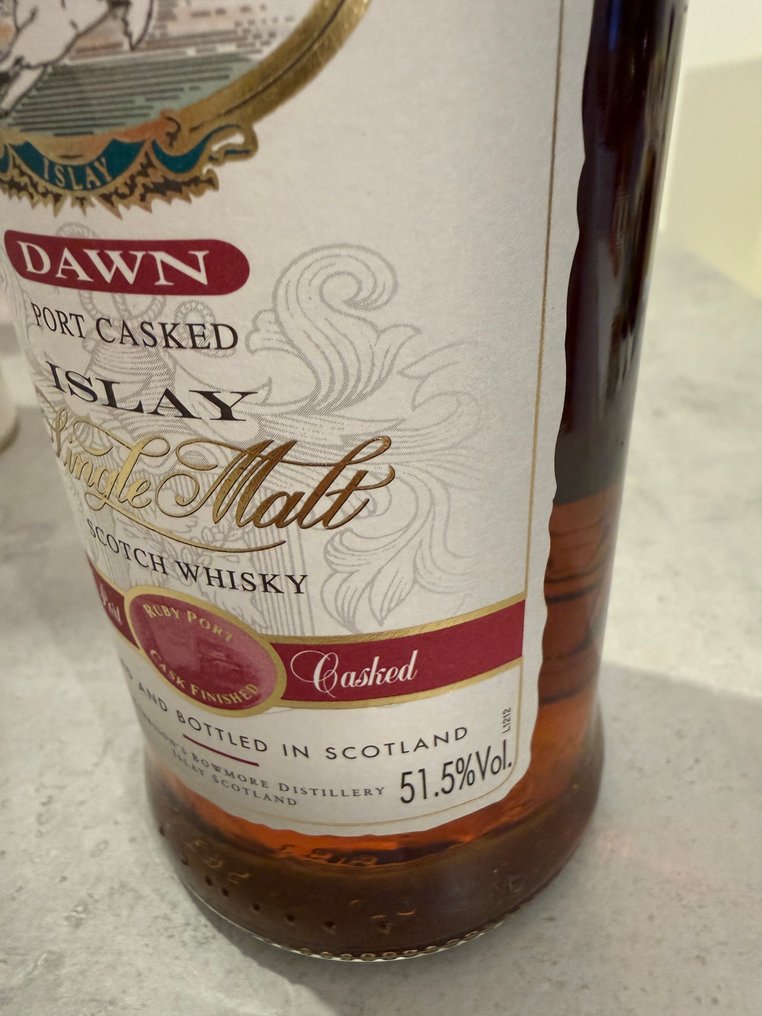 ISLAY
DAWN
PORT CASKED
ISLAY
Single Malt
SCOTCH WHISKY
RUBY PORT
CASK FINISHED
Casked
AND BOTTLED IN SCOTLAND
BOWMORE DISTILLERY
ISLAY SCOTLAND
51.5%Vol.
L1212